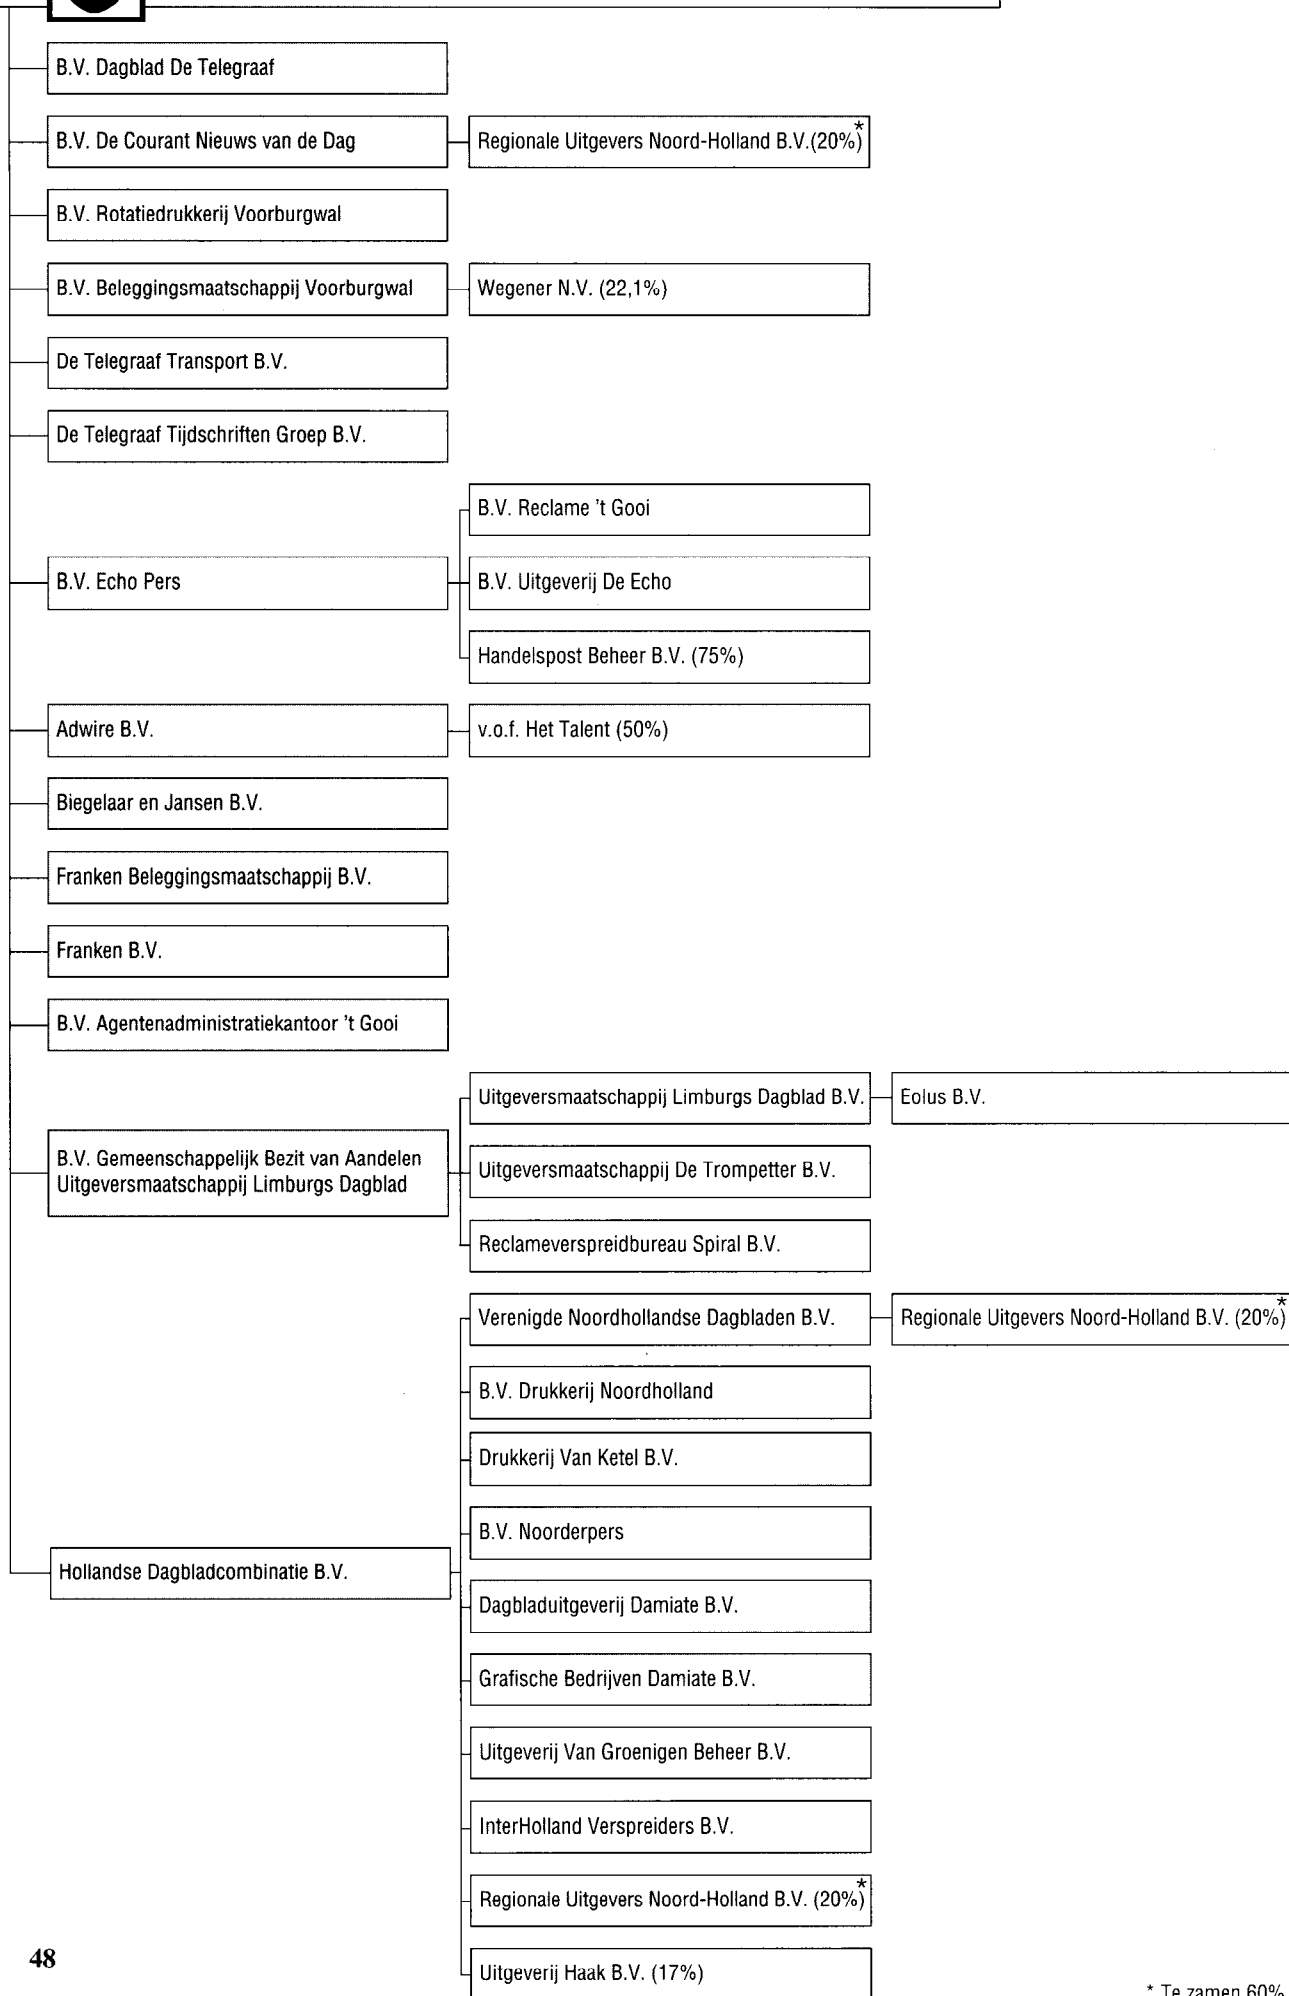 B.V. Dagblad De Telegraaf
B.V. De Courant Nieuws van de Dag
Regionale Uitgevers Noord-Holland B.V.(20%)*
B.V. Rotatiedrukkerij Voorburgwal
B.V. Beleggingsmaatschappij Voorburgwal
Wegener N.V. (22,1%)
De Telegraaf Transport B.V.
De Telegraaf Tijdschriften Groep B.V.
B.V. Reclame 't Gooi
B.V. Echo Pers
B.V. Uitgeverij De Echo
Handelspost Beheer B.V. (75%)
Adwire B.V.
v.o.f. Het Talent (50%)
Biegelaar en Jansen B.V.
Franken Beleggingsmaatschappij B.V.
Franken B.V.
B.V. Agentenadministratiekantoor 't Gooi
Uitgeversmaatschappij Limburgs Dagblad B.V.
Eolus B.V.
B.V. Gemeenschappelijk Bezit van Aandelen
Uitgeversmaatschappij Limburgs Dagblad
Uitgeversmaatschappij De Trompetter B.V.
Reclameverspreidbureau Spiral B.V.
Verenigde Noordhollandse Dagbladen B.V.
Regionale Uitgevers Noord-Holland B.V. (20%)*
B.V. Drukkerij Noordholland
Drukkerij Van Ketel B.V.
B.V. Noorderpers
Hollandse Dagbladcombinatie B.V.
Dagbladuitgeverij Damiate B.V.
Grafische Bedrijven Damiate B.V.
Uitgeverij Van Groenigen Beheer B.V.
InterHolland Verspreiders B.V.
Regionale Uitgevers Noord-Holland B.V. (20%)*
Uitgeverij Haak B.V. (17%)
48
* Te zamen 60%